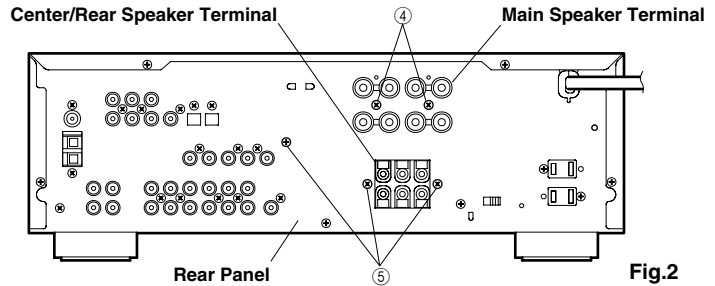 Center/Rear Speaker Terminal
④
Main Speaker Terminal
Rear Panel
⑤
Fig.2